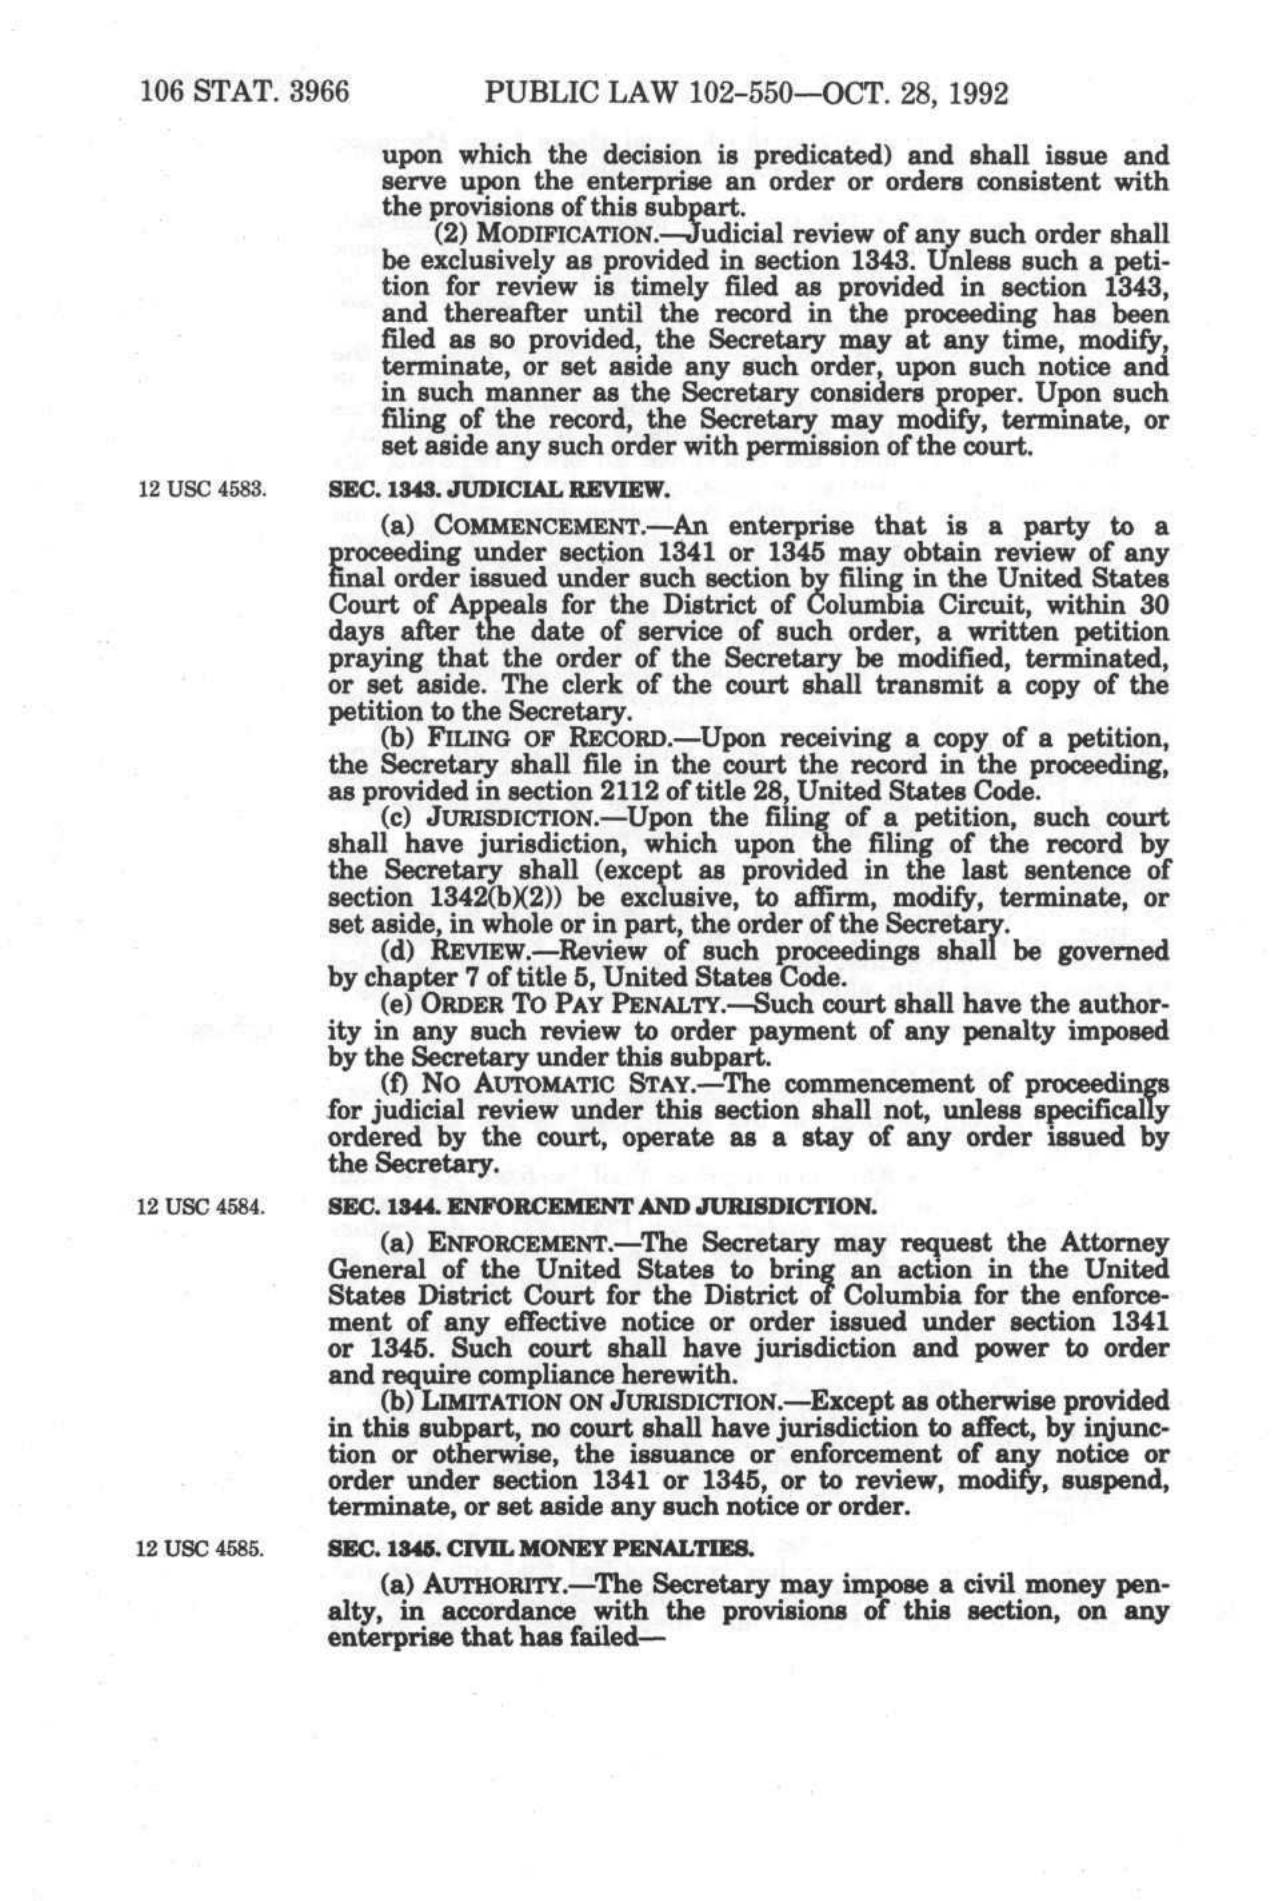 106 STAT. 3966 PUBLIC LAW 102-550—OCT. 28, 1992
upon which the decision is predicated) and shall issue and
serve upon the enterprise an order or orders consistent with
the provisions of this subpart.
(2) MODIFICATION.—Judicial review of any such order shall
be exclusively as provided in section 1343. Unless such a peti-
tion for review is timely filed as provided in section 1343,
and thereafter until the record in the proceeding has been
filed as so provided, the Secretary may at any time, modify,
terminate, or set aside any such order, upon such notice and
in such manner as the Secretary considers proper. Upon such
filing of the record, the Secretary may modify, terminate, or
set aside any such order with permission of the court.
12 USC 4583. SEC. 1343. JUDICIAL REVIEW.
(a) COMMENCEMENT.—An enterprise that is a party to a
proceeding under section 1341 or 1345 may obtain review of any
final order issued under such section by filing in the United States
Court of Appeals for the District of Columbia Circuit, within 30
days after the date of service of such order, a written petition
praying that the order of the Secretary be modified, terminated,
or set aside. The clerk of the court shall transmit a copy of the
petition to the Secretary.
(b) FILING OF RECORD.—Upon receiving a copy of a petition,
the Secretary shall file in the court the record in the proceeding,
as provided in section 2112 of title 28, United States Code.
(c) JURISDICTION.—Upon the filing of a petition, such court
shall have jurisdiction, which upon the filing of the record by
the Secretary shall (except as provided in the last sentence of
section 1342(b)(2)) be exclusive, to affirm, modify, terminate, or
set aside, in whole or in part, the order of the Secretary.
(d) REVIEW.—Review of such proceedings shall be governed
by chapter 7 of title 5, United States Code.
(e) ORDER TO PAY PENALTY.—Such court shall have the author-
ity in any such review to order payment of any penalty imposed
by the Secretary under this subpart.
(f) NO AUTOMATIC STAY.—The commencement of proceedings
for judicial review under this section shall not, unless specifically
ordered by the court, operate as a stay of any order issued by
the Secretary.
12 USC 4584. SEC. 1344. ENFORCEMENT AND JURISDICTION.
(a) ENFORCEMENT.—The Secretary may request the Attorney
General of the United States to bring an action in the United
States District Court for the District of Columbia for the enforce-
ment of any effective notice or order issued under section 1341
or 1345. Such court shall have jurisdiction and power to order
and require compliance herewith.
(b) LIMITATION ON JURISDICTION.—Except as otherwise provided
in this subpart, no court shall have jurisdiction to affect, by injunc-
tion or otherwise, the issuance or enforcement of any notice or
order under section 1341 or 1345, or to review, modify, suspend,
terminate, or set aside any such notice or order.
12 USC 4585. SEC. 1345. CIVIL MONEY PENALTIES.
(a) AUTHORITY.—The Secretary may impose a civil money pen-
alty, in accordance with the provisions of this section, on any
enterprise that has failed—